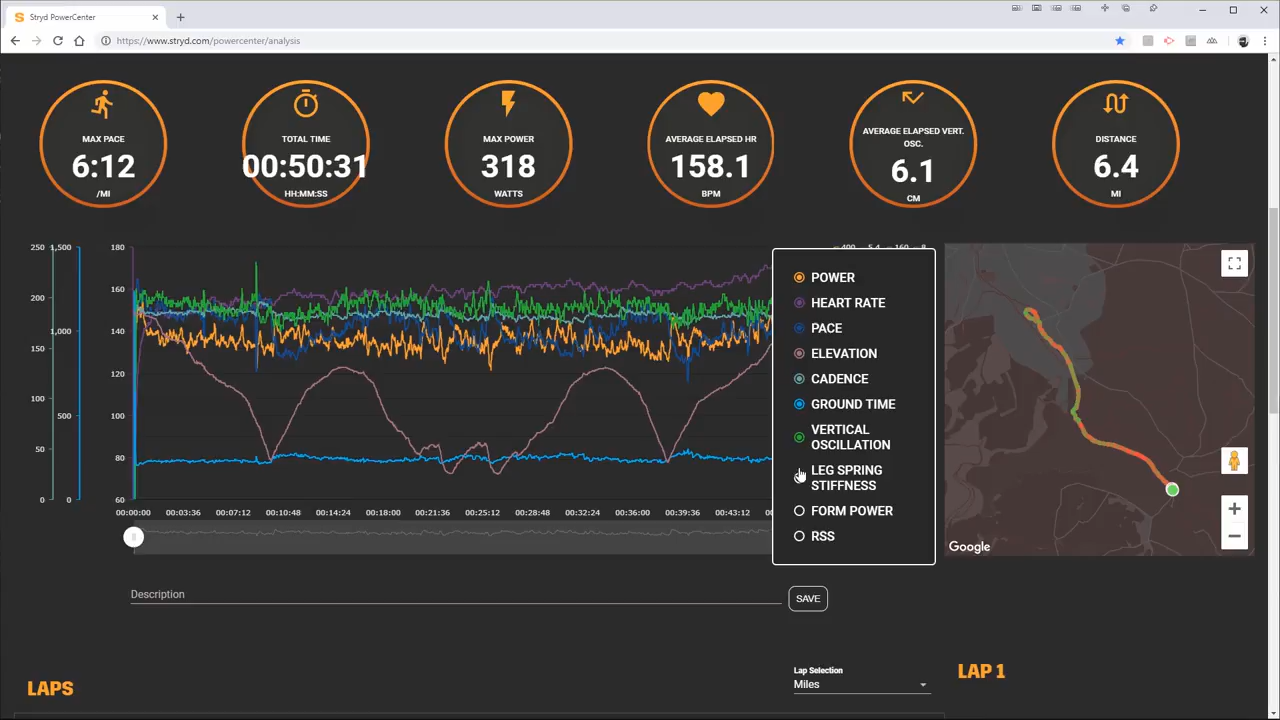 Stryd PowerCenter
https://www.stryd.com/powercenter/analysis
MAX PACE
6:12
/MI
TOTAL TIME
00:50:31
HH:MM:SS
MAX POWER
318
WATTS
AVERAGE ELAPSED HR
158.1
BPM
AVERAGE ELAPSED VERT.
OSC.
6.1
CM
DISTANCE
6.4
MI
250 1,500 180
200 160
1,000 140
150 120
100 100
500
50 80
0 0 60
00:00:00 00:03:36 00:07:12 00:10:48 00:14:24 00:18:00 00:21:36 00:25:12 00:28:48 00:32:24 00:36:00 00:39:36 00:43:12
POWER
HEART RATE
PACE
ELEVATION
CADENCE
GROUND TIME
VERTICAL
OSCILLATION
LEG SPRING
STIFFNESS
FORM POWER
RSS
Google
Description
SAVE
LAPS
Lap Selection
Miles
LAP 1